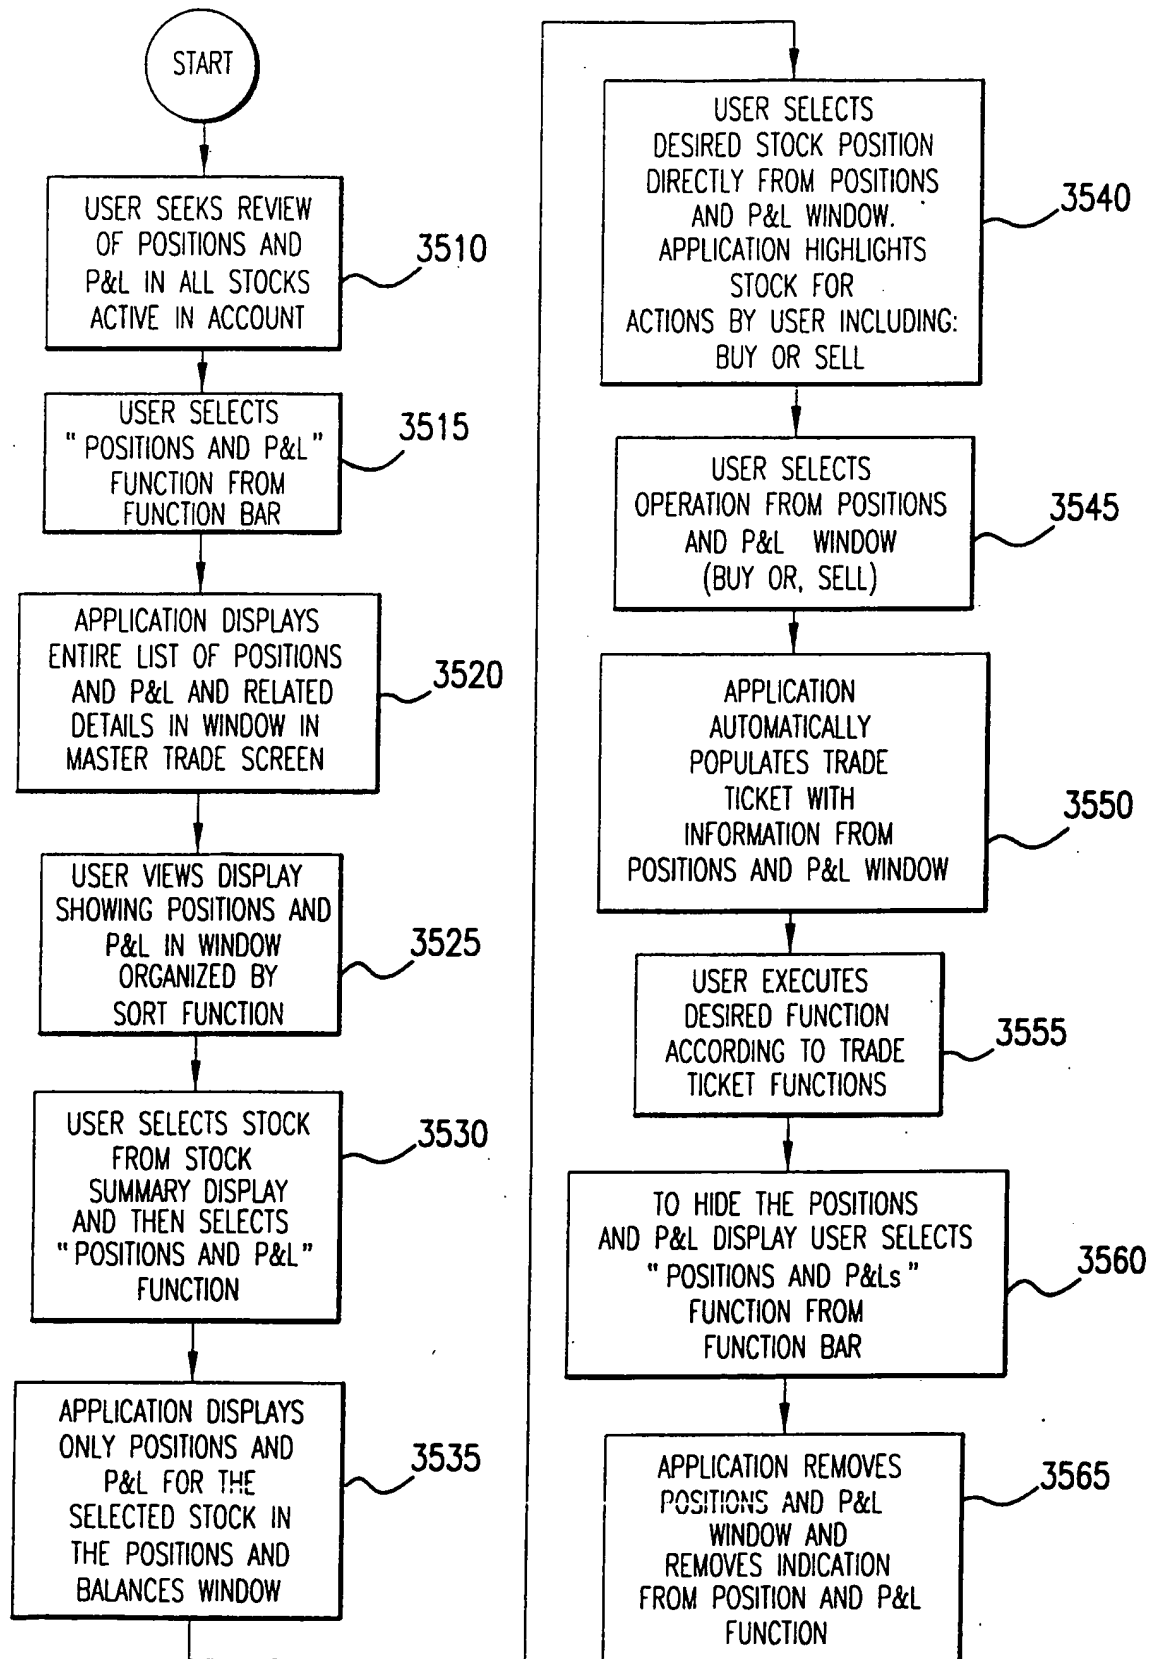 START
USER SEEKS REVIEW
OF POSITIONS AND
P&L IN ALL STOCKS
ACTIVE IN ACCOUNT
3510
USER SELECTS
"POSITIONS AND P&L"
FUNCTION FROM
FUNCTION BAR
3515
APPLICATION DISPLAYS
ENTIRE LIST OF POSITIONS
AND P&L AND RELATED
DETAILS IN WINDOW IN
MASTER TRADE SCREEN
3520
USER VIEWS DISPLAY
SHOWING POSITIONS AND
P&L IN WINDOW
ORGANIZED BY
SORT FUNCTION
3525
USER SELECTS STOCK
FROM STOCK
SUMMARY DISPLAY
AND THEN SELECTS
"POSITIONS AND P&L"
FUNCTION
3530
APPLICATION DISPLAYS
ONLY POSITIONS AND
P&L FOR THE
SELECTED STOCK IN
THE POSITIONS AND
BALANCES WINDOW
3535
USER SELECTS
DESIRED STOCK POSITION
DIRECTLY FROM POSITIONS
AND P&L WINDOW.
APPLICATION HIGHLIGHTS
STOCK FOR
ACTIONS BY USER INCLUDING:
BUY OR SELL
3540
USER SELECTS
OPERATION FROM POSITIONS
AND P&L WINDOW
(BUY OR, SELL)
3545
APPLICATION
AUTOMATICALLY
POPULATES TRADE
TICKET WITH
INFORMATION FROM
POSITIONS AND P&L WINDOW
3550
USER EXECUTES
DESIRED FUNCTION
ACCORDING TO TRADE
TICKET FUNCTIONS
3555
TO HIDE THE POSITIONS
AND P&L DISPLAY USER SELECTS
"POSITIONS AND P&Ls"
FUNCTION FROM
FUNCTION BAR
3560
APPLICATION REMOVES
POSITIONS AND P&L
WINDOW AND
REMOVES INDICATION
FROM POSITION AND P&L
FUNCTION
3565